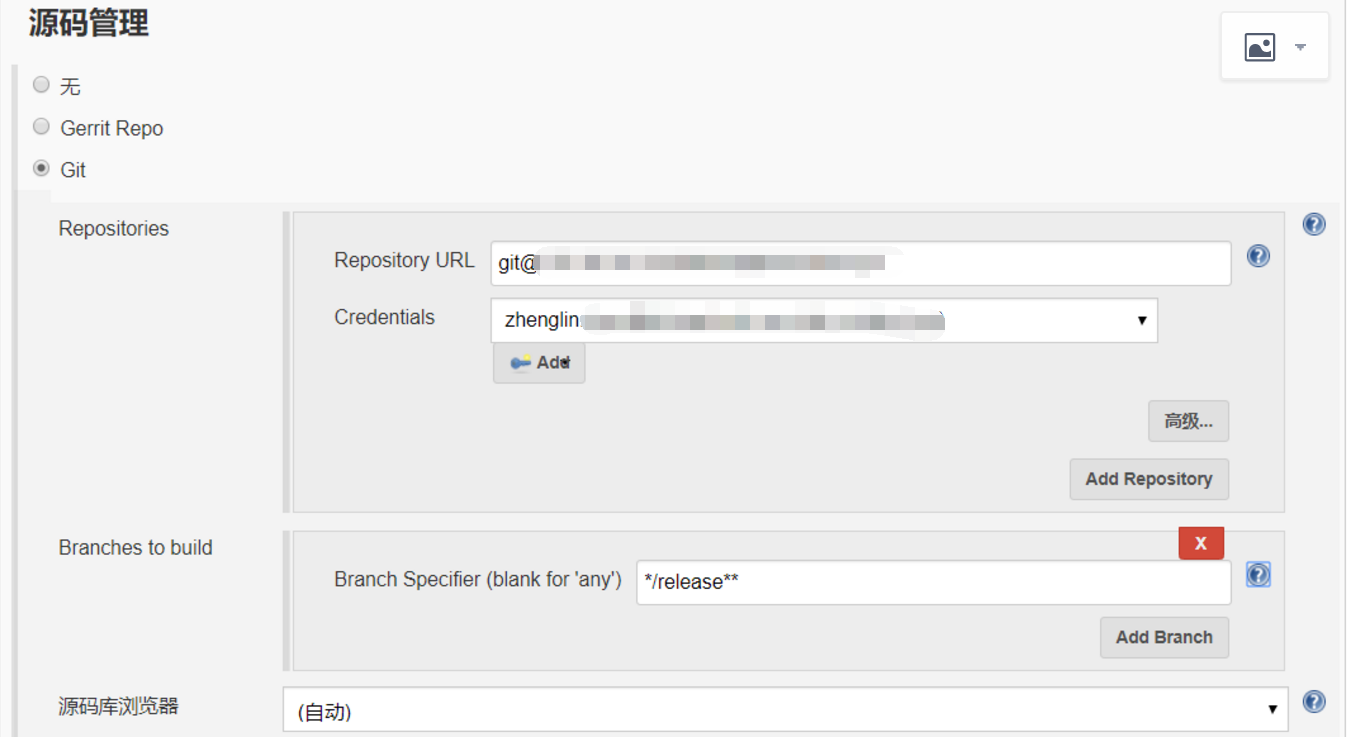 源码管理
无
Gerrit Repo
Git
Repositories
Repository URL git@
Credentials zhenglin
Add
高级...
Add Repository
Branches to build
X
Branch Specifier (blank for 'any') */release**
Add Branch
源码库浏览器 (自动)